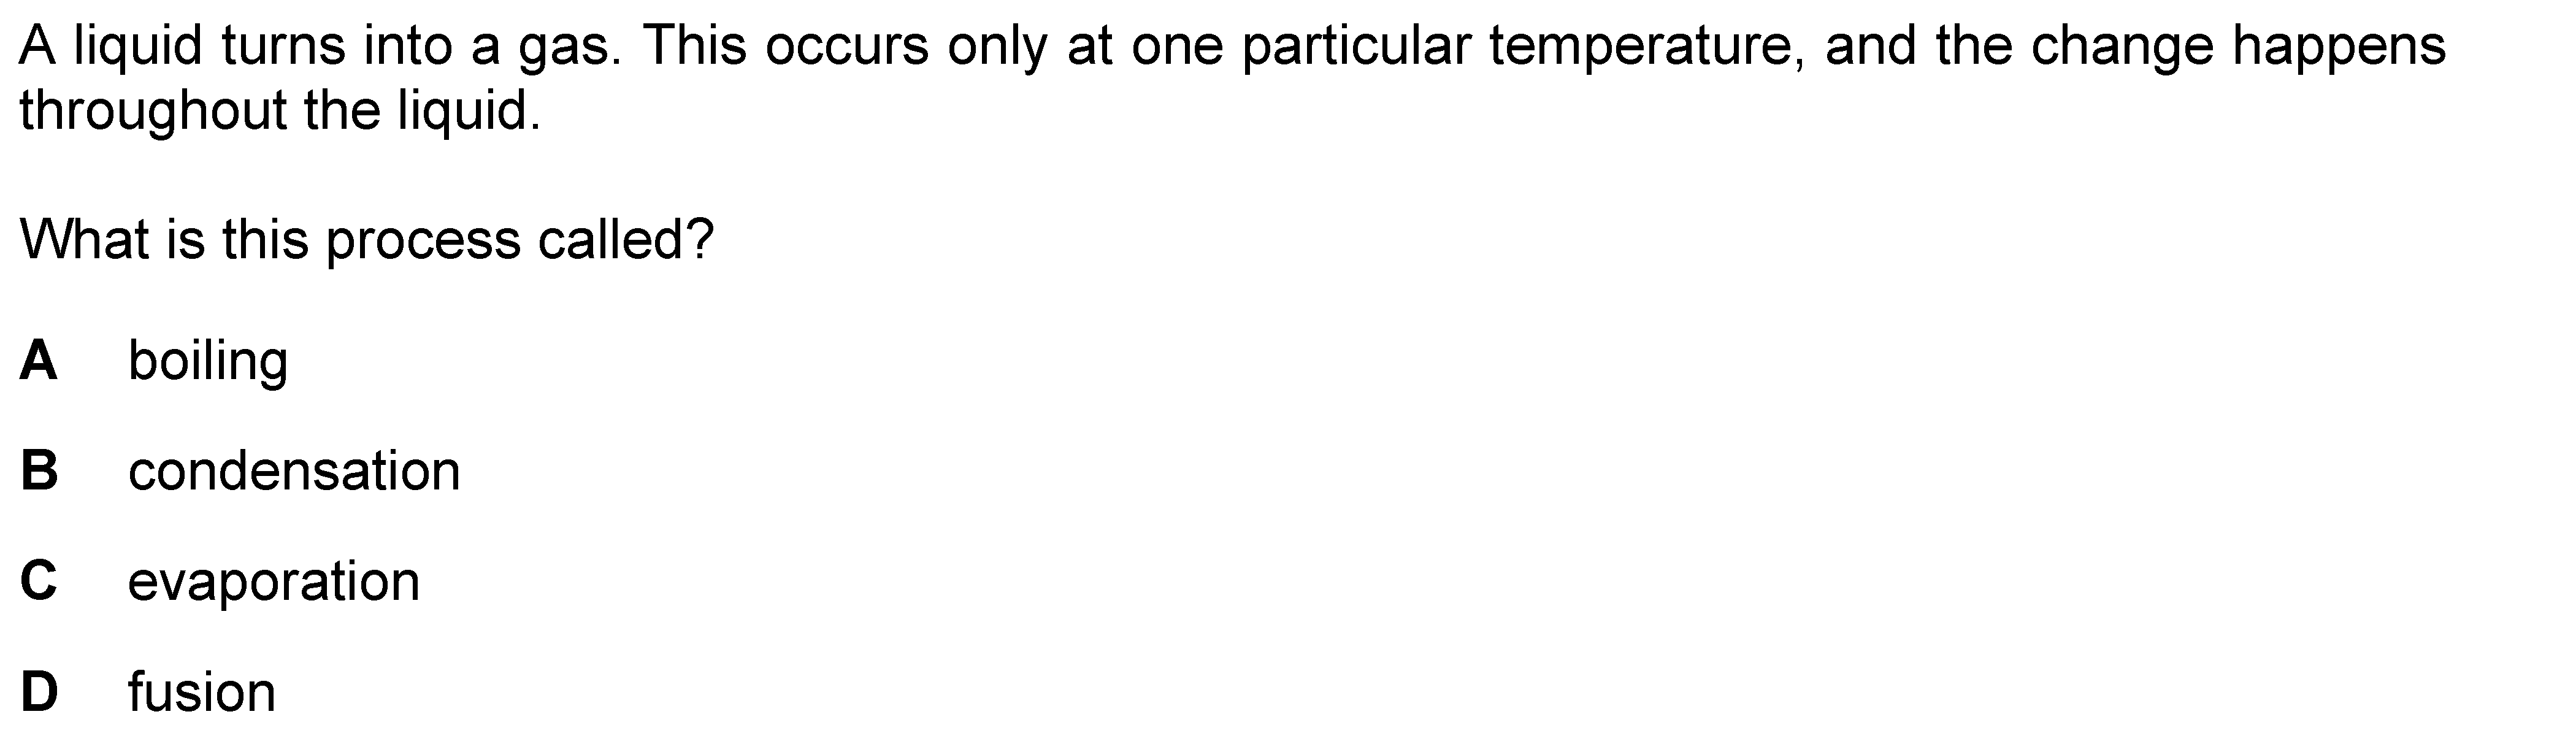 A liquid turns into a gas. This occurs only at one particular temperature, and the change happens
throughout the liquid.
What is this process called?
A boiling
B condensation
C evaporation
D fusion